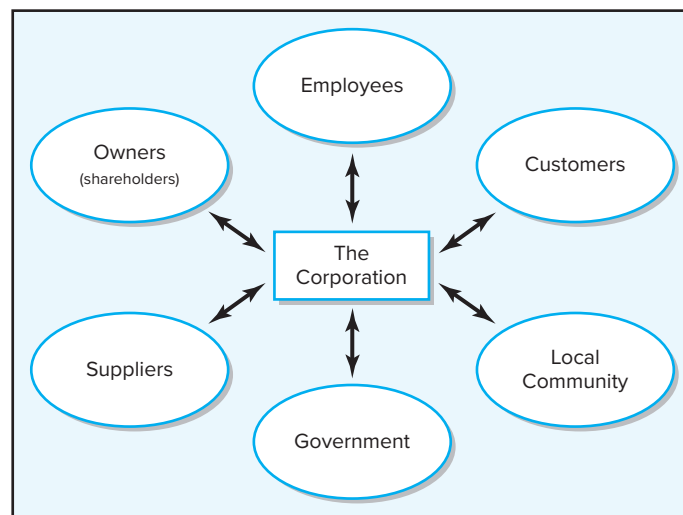 Employees
Owners
(shareholders)
Customers
The
Corporation
Suppliers
Local
Community
Government